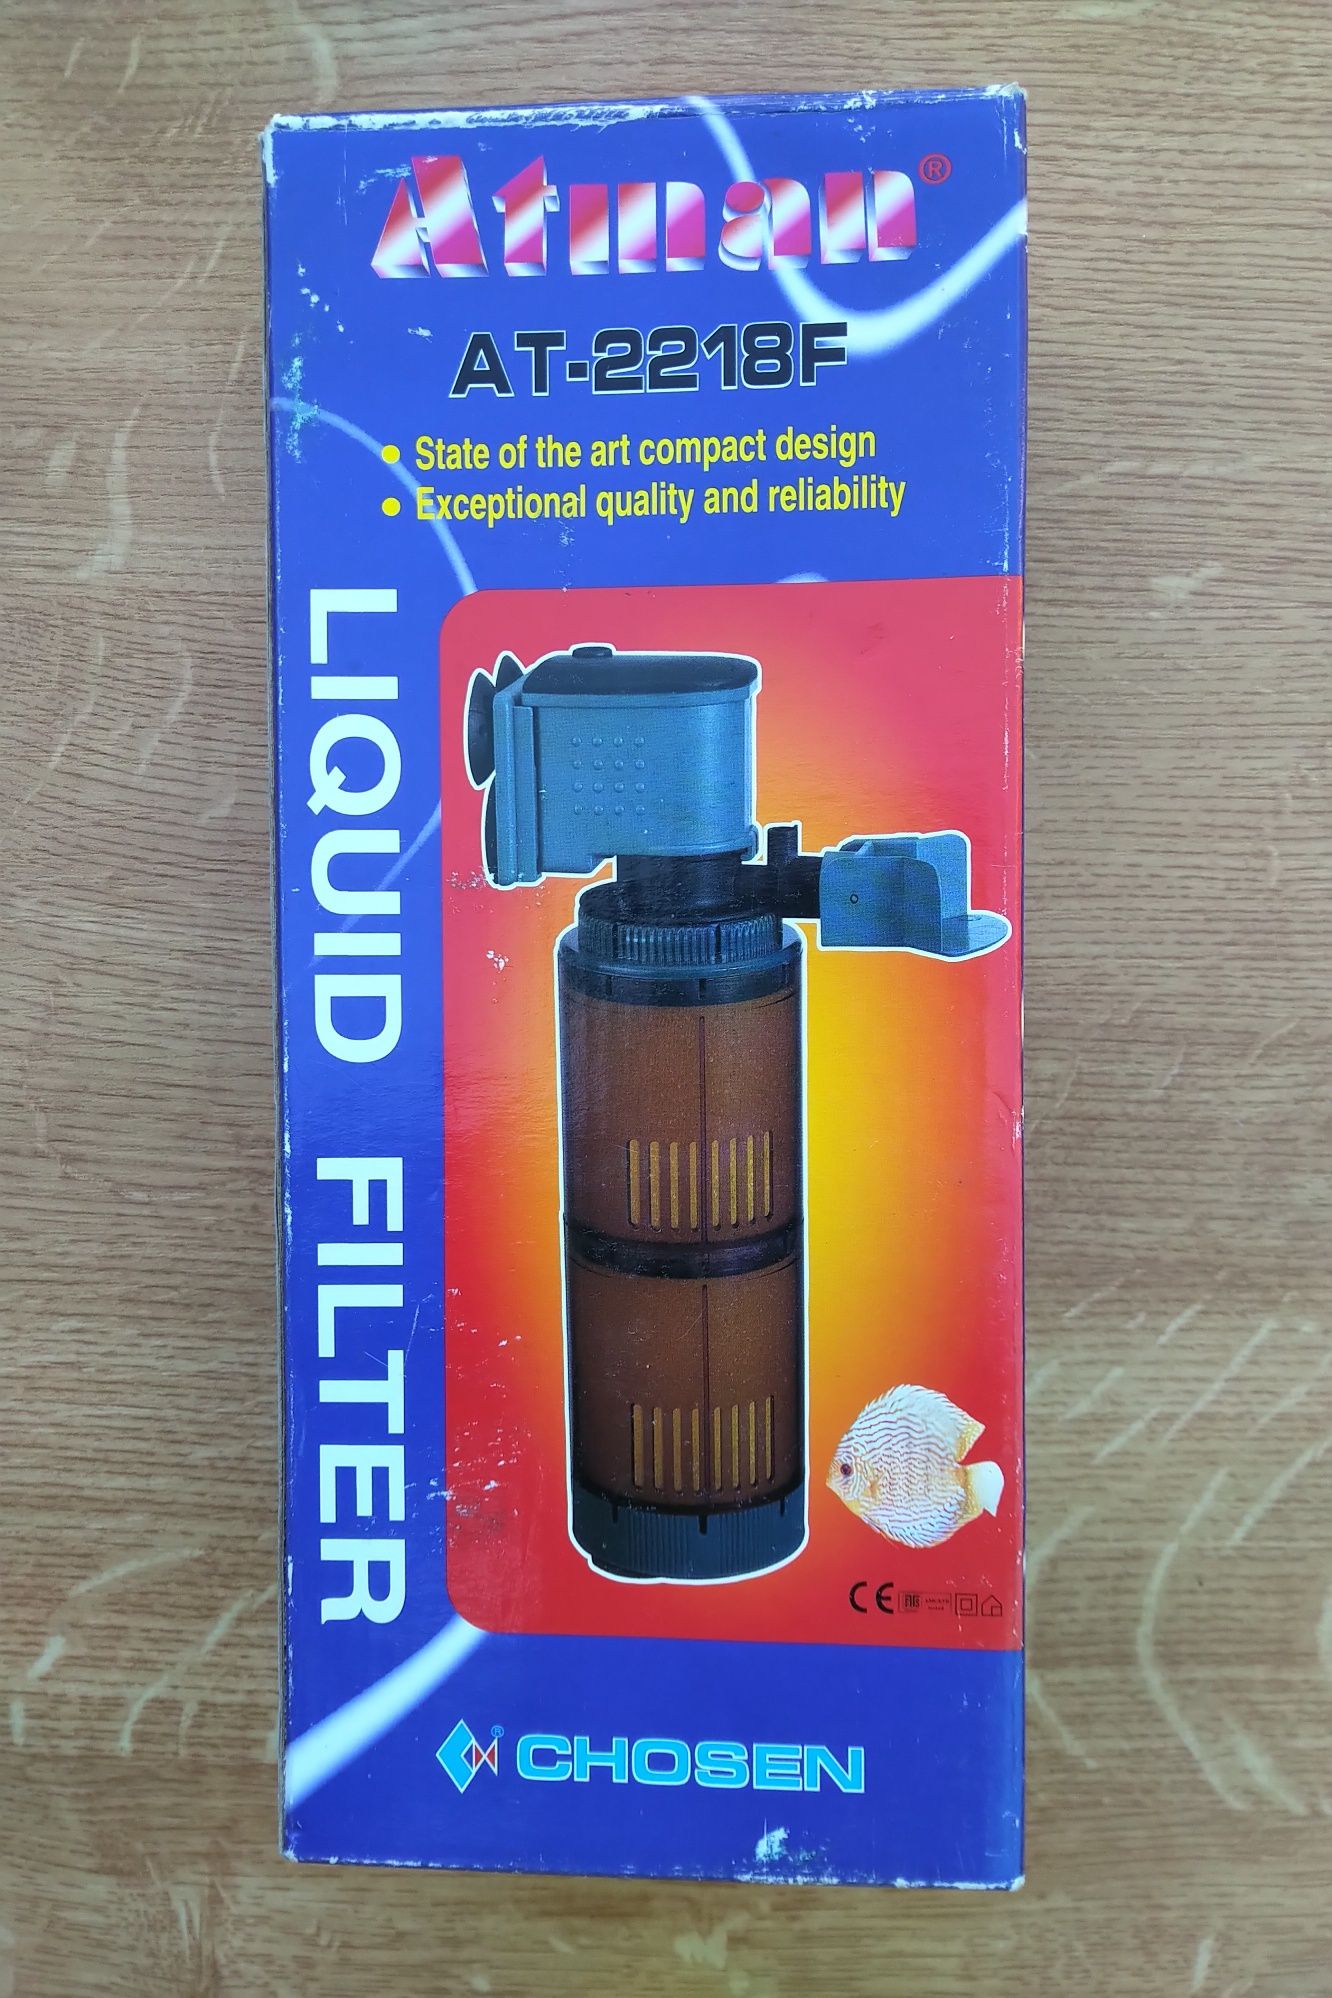 Atman®
AT-2218F
• State of the art compact design
• Exceptional quality and reliability
LIQUID FILTER
CE
® CHOSEN